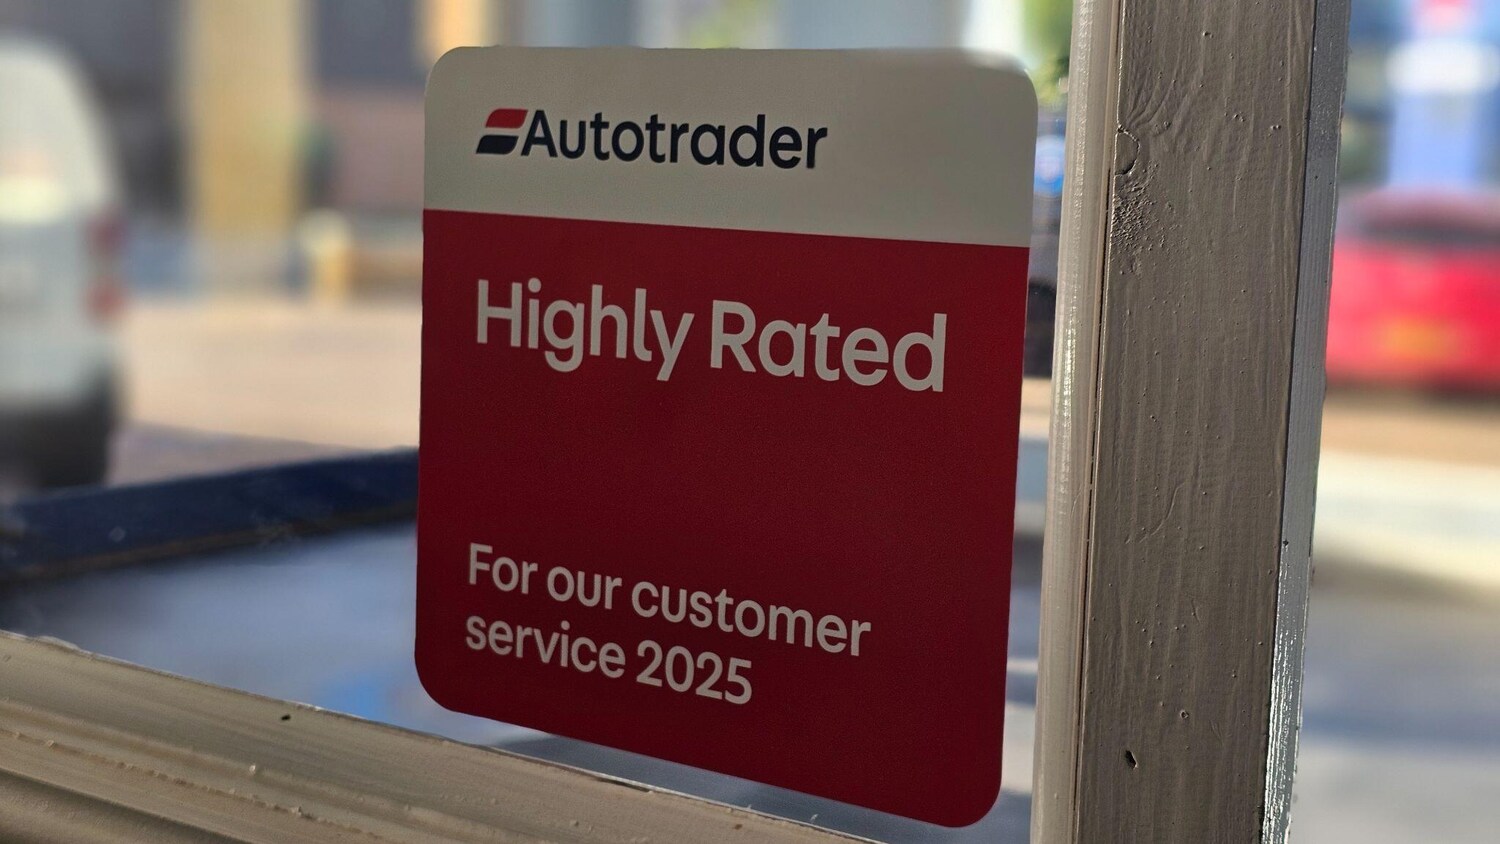 Autotrader
Highly Rated
For our customer
service 2025